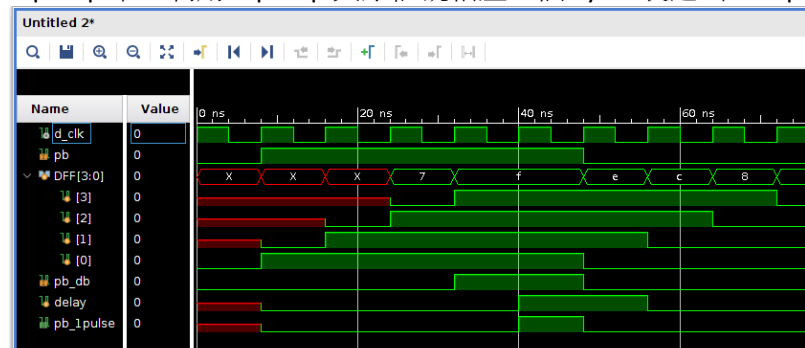 Untitled 2*
Name Value 0 ns 20 ns 40 ns 60 ns
d_clk 0
pb 0
DFF[3:0] 0 X X X 7 f e c 8
[3] 0
[2] 0
[1] 0
[0] 0
pb_db 0
delay 0
pb_1pulse 0